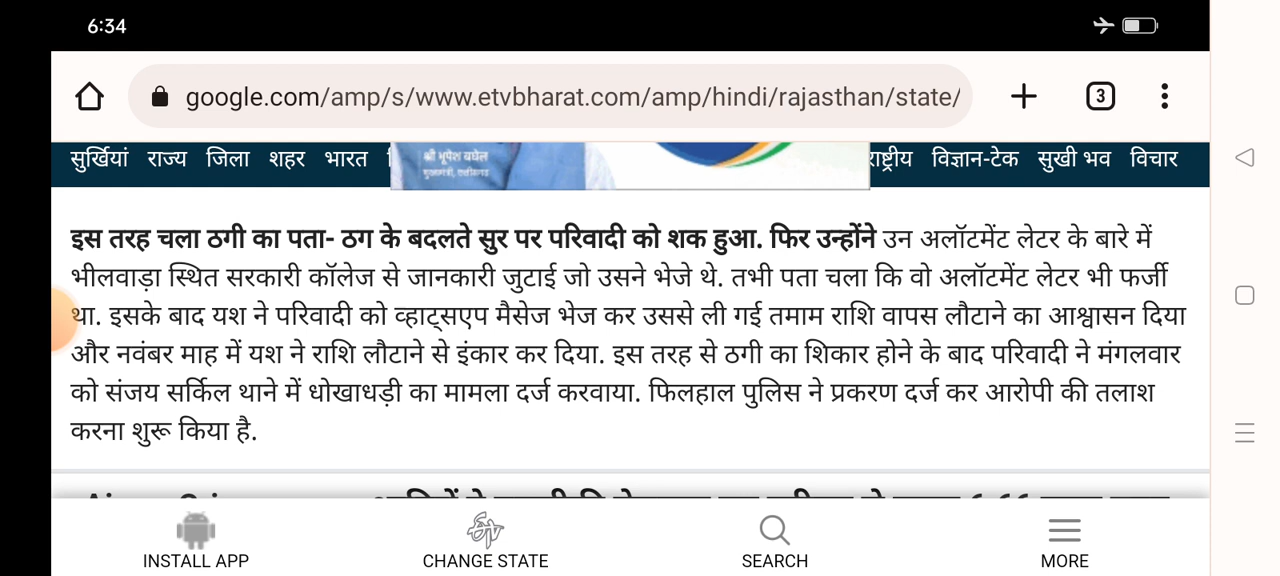 6:34
google.com/amp/s/www.etvbharat.com/amp/hindi/rajasthan/state/
3
सुर्खियां राज्य जिला शहर भारत
श्री भूपेश बघेल
मुख्यमंत्री, छत्तीसगढ़
राष्ट्रीय विज्ञान-टेक सुखी भव विचार
इस तरह चला ठगी का पता- ठग के बदलते सुर पर परिवादी को शक हुआ. फिर उन्होंने उन अलॉटमेंट लेटर के बारे में
भीलवाड़ा स्थित सरकारी कॉलेज से जानकारी जुटाई जो उसने भेजे थे. तभी पता चला कि वो अलॉटमेंट लेटर भी फर्जी
था. इसके बाद यश ने परिवादी को व्हाट्सएप मैसेज भेज कर उससे ली गई तमाम राशि वापस लौटाने का आश्वासन दिया
और नवंबर माह में यश ने राशि लौटाने से इंकार कर दिया. इस तरह से ठगी का शिकार होने के बाद परिवादी ने मंगलवार
को संजय सर्किल थाने में धोखाधड़ी का मामला दर्ज करवाया. फिलहाल पुलिस ने प्रकरण दर्ज कर आरोपी की तलाश
करना शुरू किया है.
INSTALL APP
CHANGE STATE
SEARCH
MORE